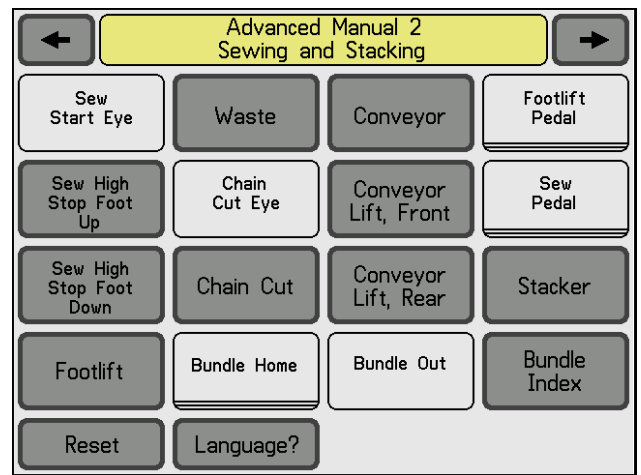 Advanced Manual 2
Sewing and Stacking
Sew
Start Eye
Waste
Conveyor
Footlift
Pedal
Sew High
Stop Foot
Up
Chain
Cut Eye
Conveyor
Lift, Front
Sew
Pedal
Sew High
Stop Foot
Down
Chain Cut
Conveyor
Lift, Rear
Stacker
Footlift
Bundle Home
Bundle Out
Bundle
Index
Reset
Language?